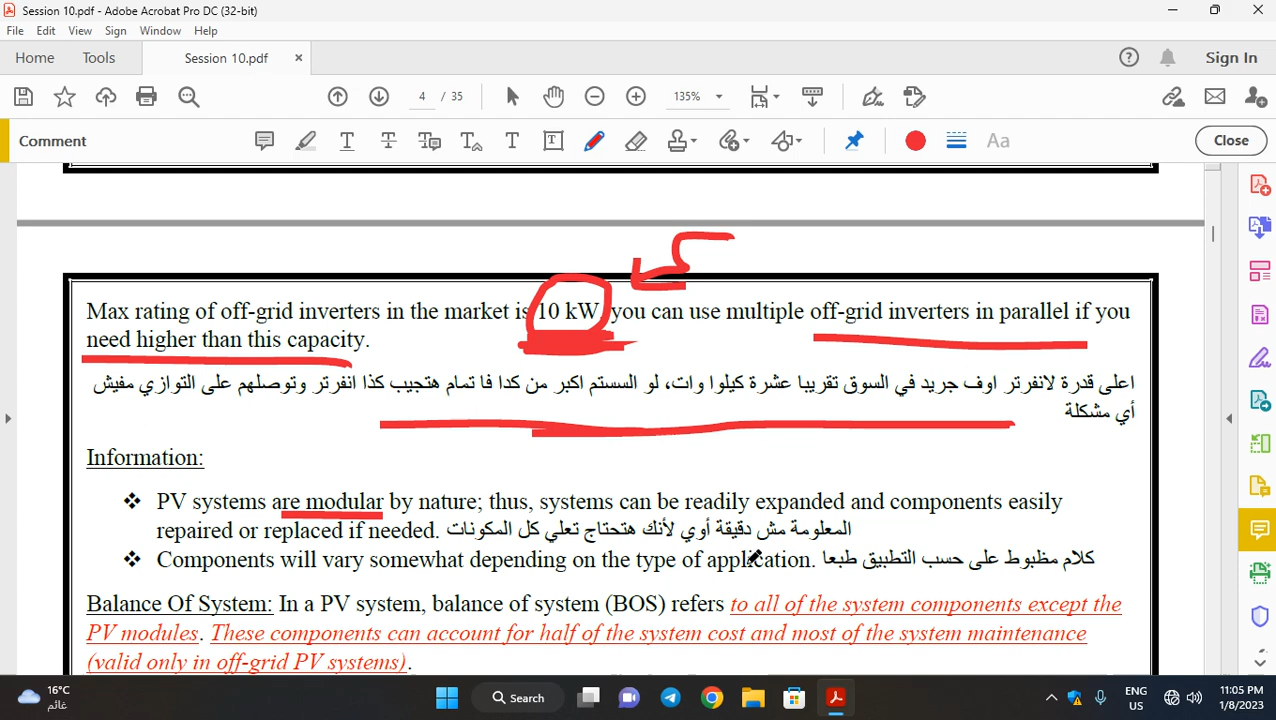 Session 10.pdf - Adobe Acrobat Pro DC (32-bit)
File Edit View Sign Window Help
Home Tools Session 10.pdf × Sign In
4 / 35 135%
Comment Aa Close
Max rating of off-grid inverters in the market is 10 kW, you can use multiple off-grid inverters in parallel if you
need higher than this capacity.
اعلى قدرة لانفرتر اوف جريد في السوق تقريبا عشرة كيلوا وات، لو السستم اكبر من كدا فا تمام هتجيب كذا انفرتر وتوصلهم على التوازي مفيش
أي مشكلة
Information:
❖ PV systems are modular by nature; thus, systems can be readily expanded and components easily
repaired or replaced if needed. المعلومة مش دقيقة أوي لأنك هتحتاج تعلي كل المكونات
❖ Components will vary somewhat depending on the type of application. كلام مظبوط على حسب التطبيق طبعا
Balance Of System: In a PV system, balance of system (BOS) refers to all of the system components except the
PV modules. These components can account for half of the system cost and most of the system maintenance
(valid only in off-grid PV systems).
16°C
غائم
Search
ENG
US
11:05 PM
1/8/2023